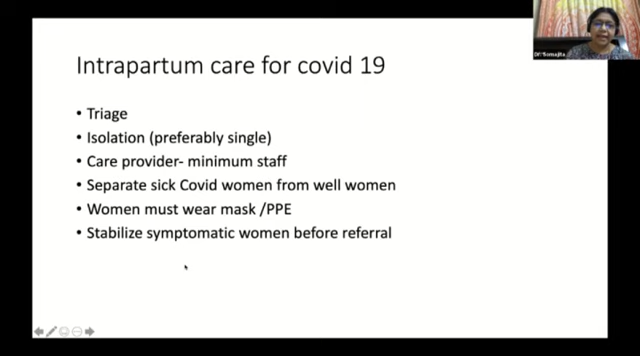 Intrapartum care for covid 19
• Triage
• Isolation (preferably single)
• Care provider- minimum staff
• Separate sick Covid women from well women
• Women must wear mask /PPE
• Stabilize symptomatic women before referral
Dr. Somajita